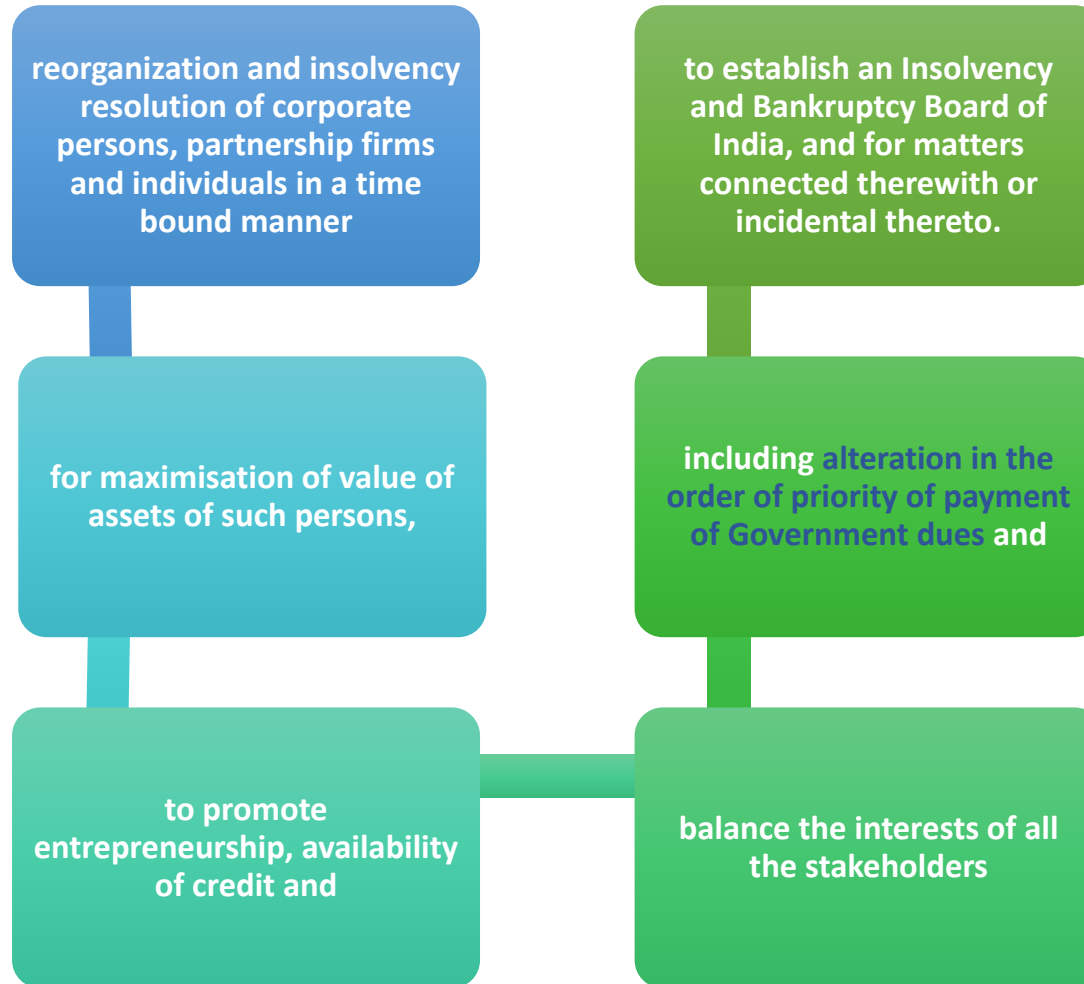 reorganization and insolvency
resolution of corporate
persons, partnership firms
and individuals in a time
bound manner
for maximisation of value of
assets of such persons,
to promote
entrepreneurship, availability
of credit and
balance the interests of all
the stakeholders
including alteration in the
order of priority of payment
of Government dues and
to establish an Insolvency
and Bankruptcy Board of
India, and for matters
connected therewith or
incidental thereto.